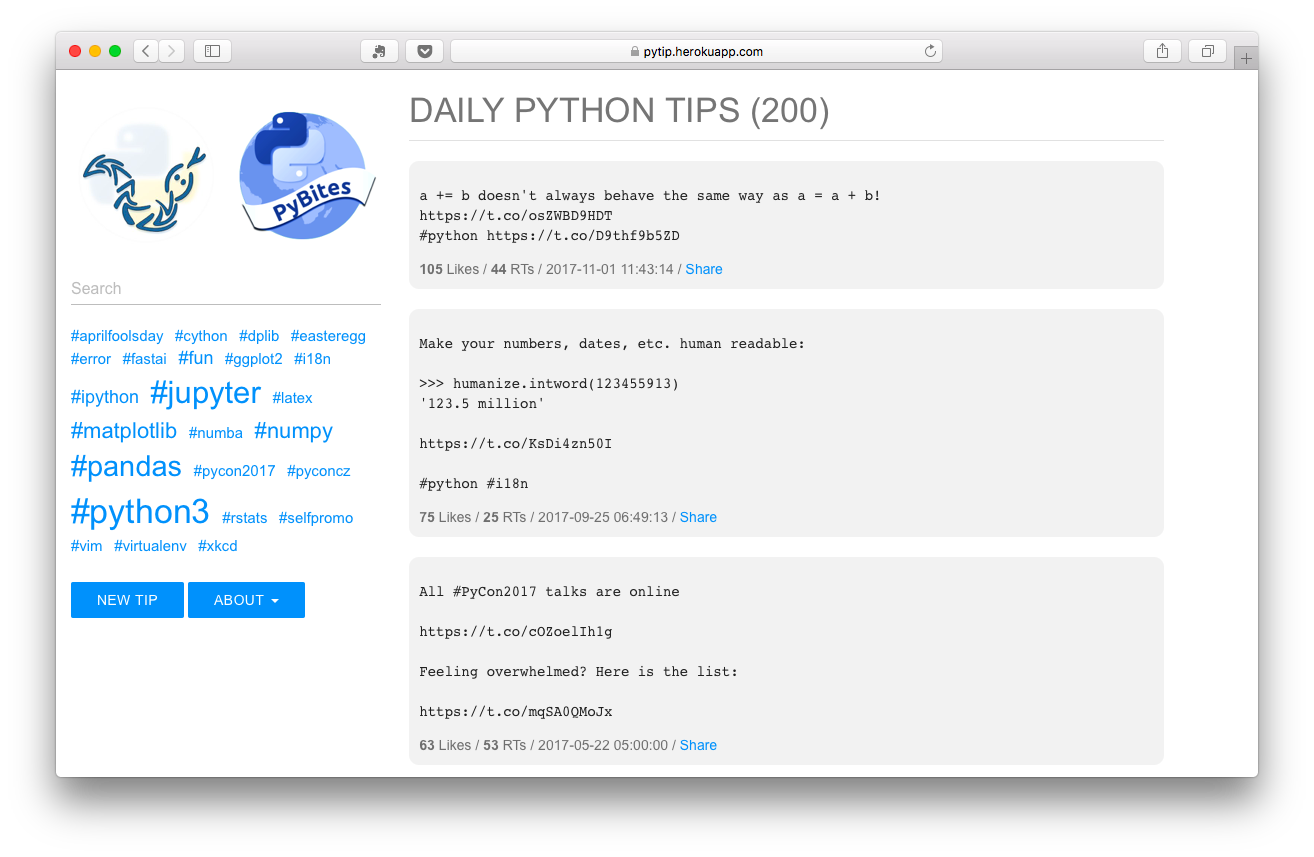 pytip.herokuapp.com
PyBites
Search
#aprilfoolsday #cython #dplib #easteregg
#error #fastai #fun #ggplot2 #i18n
#ipython #jupyter #latex
#matplotlib #numba #numpy
#pandas #pycon2017 #pyconcz
#python3 #rstats #selfpromo
#vim #virtualenv #xkcd
NEW TIP ABOUT
DAILY PYTHON TIPS (200)
a += b doesn't always behave the same way as a = a + b!
https://t.co/osZWBD9HDT
#python https://t.co/D9thf9b5ZD
105 Likes / 44 RTs / 2017-11-01 11:43:14 / Share
Make your numbers, dates, etc. human readable:
>>> humanize.intword(123455913)
'123.5 million'
https://t.co/KsDi4zn50I
#python #i18n
75 Likes / 25 RTs / 2017-09-25 06:49:13 / Share
All #PyCon2017 talks are online
https://t.co/cOZoelIh1g
Feeling overwhelmed? Here is the list:
https://t.co/mqSA0QMoJx
63 Likes / 53 RTs / 2017-05-22 05:00:00 / Share